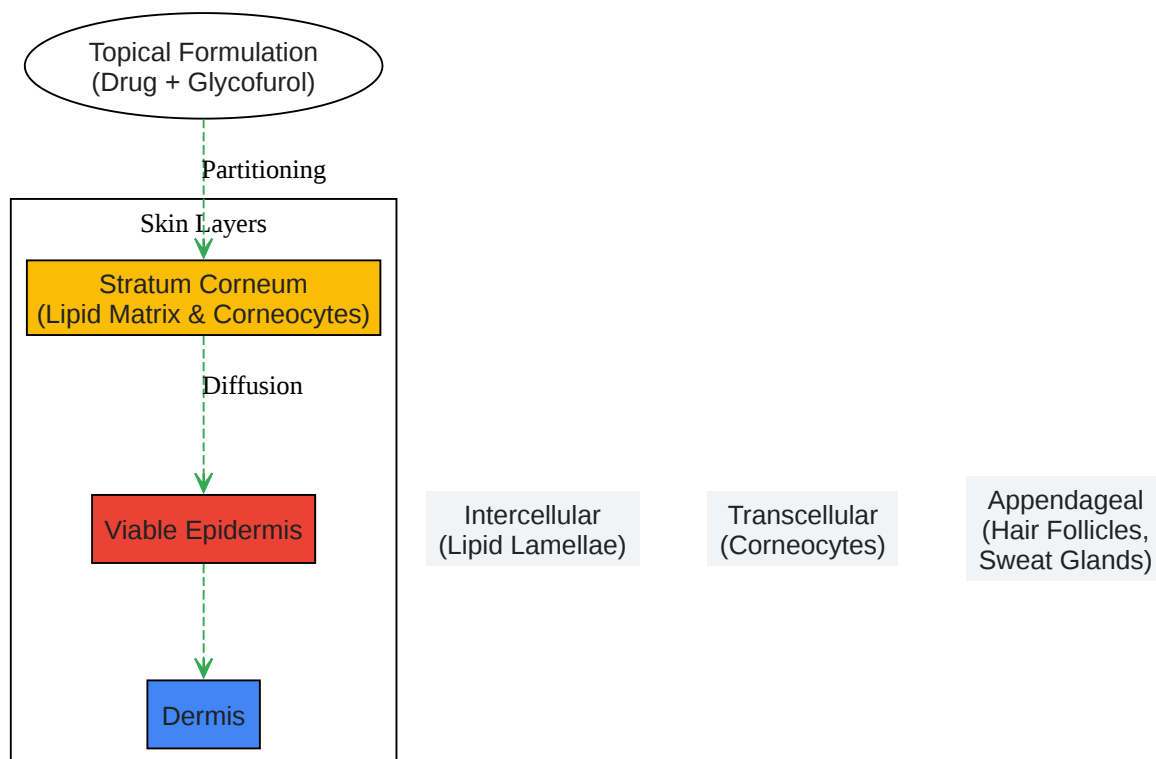 Topical Formulation
(Drug + Glycofurol)
Partitioning
Skin Layers
Stratum Corneum
(Lipid Matrix & Corneocytes)
Diffusion
Viable Epidermis
Intercellular
(Lipid Lamellae)
Transcellular
(Corneocytes)
Appendageal
(Hair Follicles,
Sweat Glands)
Dermis